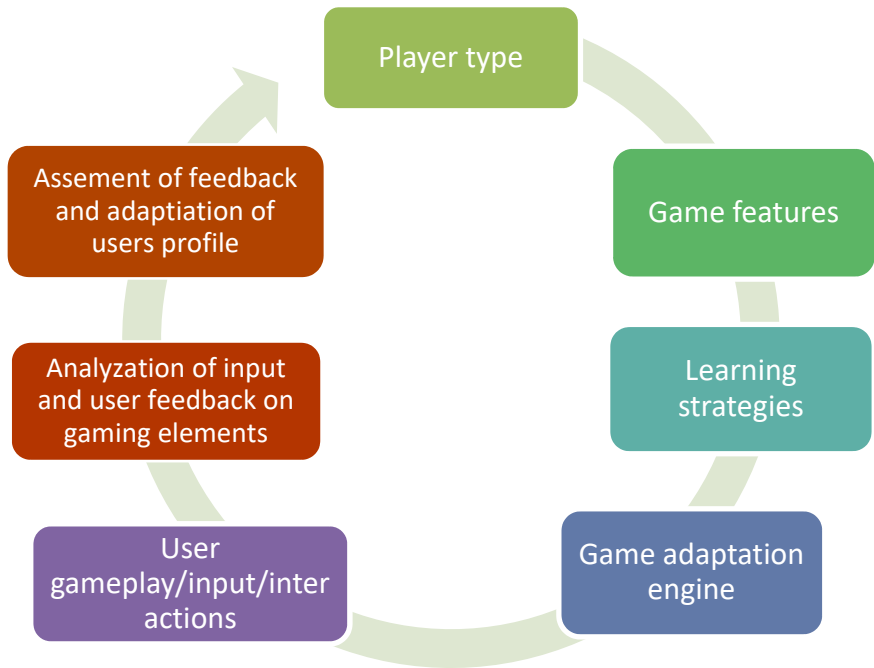 Player type
Game features
Learning
strategies
Game adaptation
engine
User
gameplay/input/inter
actions
Analyzation of input
and user feedback on
gaming elements
Assement of feedback
and adaptiation of
users profile